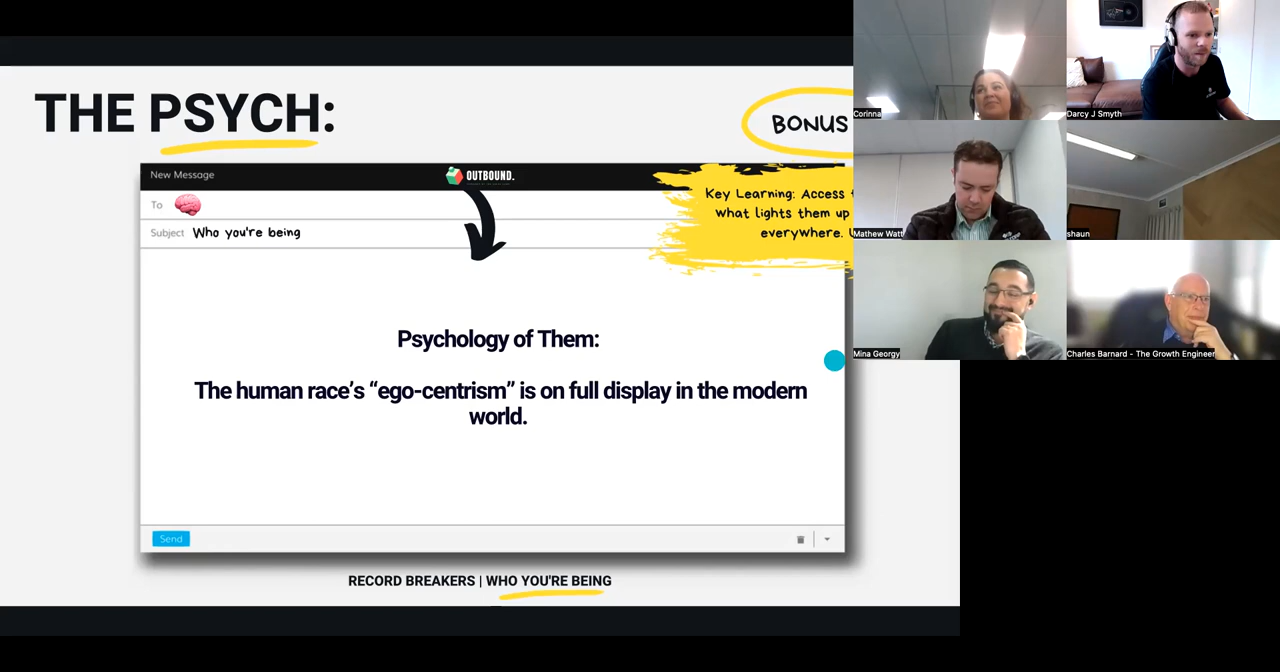 THE PSYCH:
BONUS
New Message
OUTBOUND.
To
Subject Who you're being
Key Learning: Access
what lights them up
everywhere.
Psychology of Them:
The human race's “ego-centrism” is on full display in the modern
world.
Send
RECORD BREAKERS | WHO YOU'RE BEING
Corinna
Darcy J Smyth
Mathew Watt
shaun
Mina Georgy
Charles Barnard - The Growth Engineer